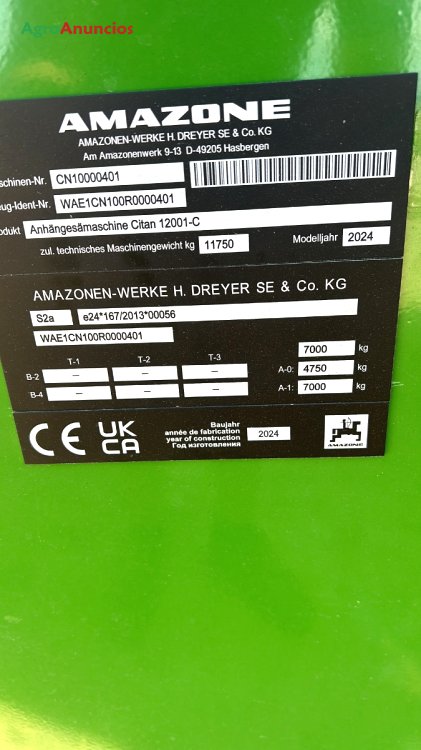 AgroAnuncios
AMAZONE
AMAZONEN-WERKE H. DREYER SE & Co. KG
Am Amazonenwerk 9-13 D-49205 Hasbergen
schinen-Nr. CN10000401
eug-Ident-Nr. WAE1CN100R0000401
odukt Anhängesämaschine Citan 12001-C
zul. technisches Maschinengewicht kg 11750 Modelljahr 2024
AMAZONEN-WERKE H. DREYER SE & Co. KG
S2a e24*167/2013*00056
WAE1CN100R0000401
7000 kg
T-1 T-2 T-3
B-2 – – – A-0: 4750 kg
B-4 – – – A-1: 7000 kg
CE UK CA
Baujahr
année de fabrication
year of construction
Год изготовления
2024
AMAZONE